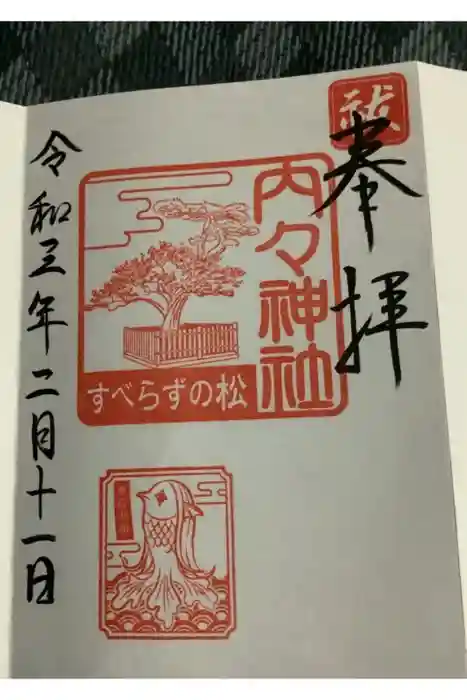 奉拝
内々神社
すべらずの松
令和三年二月十一日